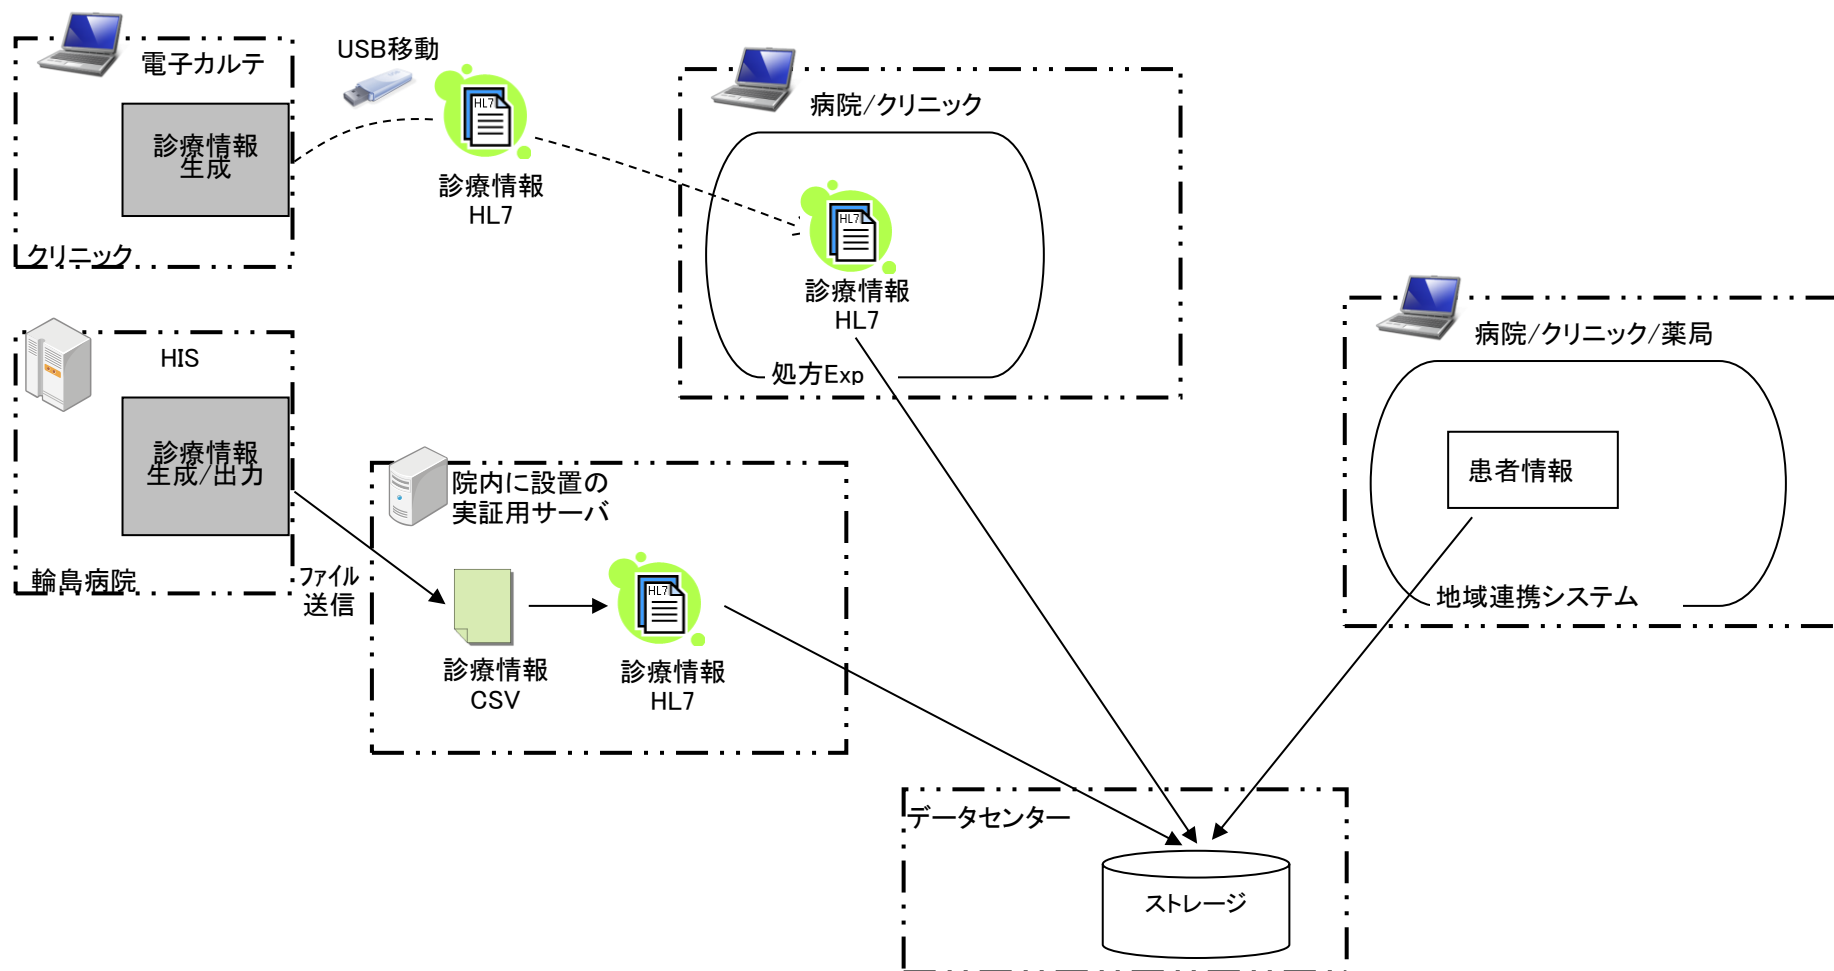 電子カルテ
診療情報
生成
クリニック
USB移動
HL7
診療情報
HL7
病院/クリニック
HL7
診療情報
HL7
処方Exp
HIS
診療情報
生成/出力
輪島病院
ファイル
送信
院内に設置の
実証用サーバ
診療情報
CSV
HL7
診療情報
HL7
病院/クリニック/薬局
患者情報
地域連携システム
データセンター
ストレージ